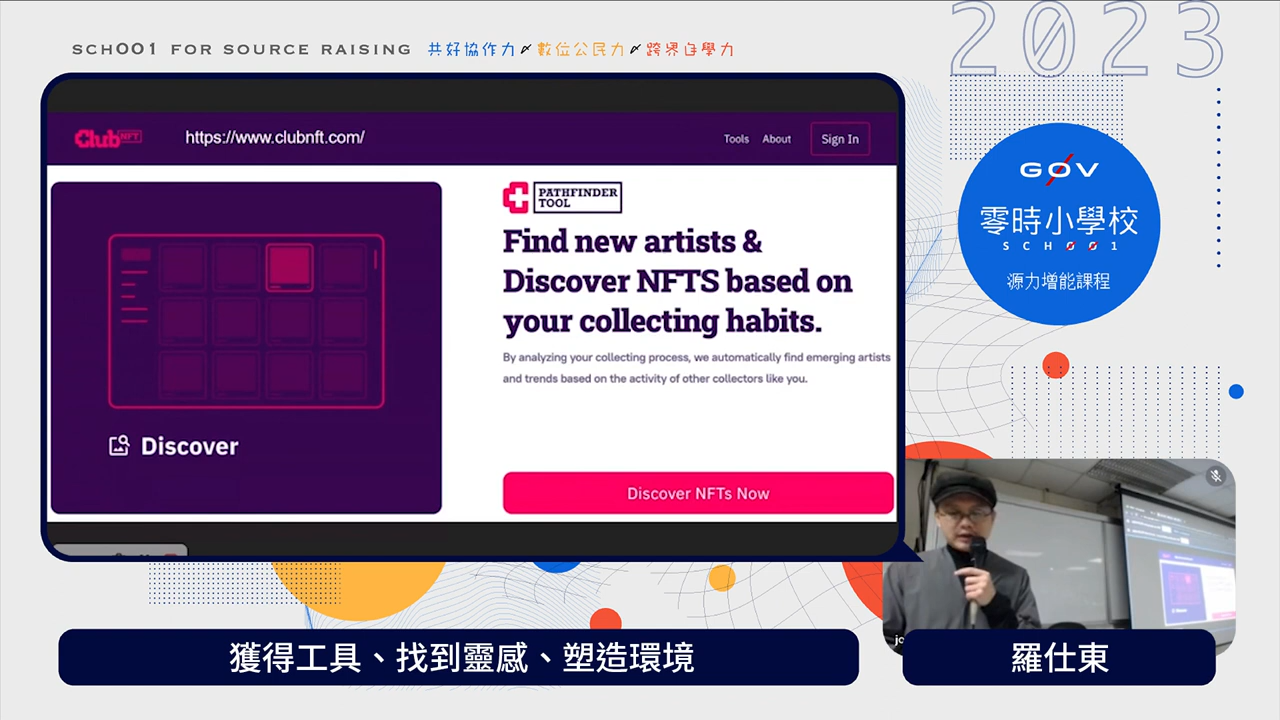 SCH001 FOR SOURCE RAISING 共好協作力 數位公民力 跨界自學力
2023
ClubNFT https://www.clubnft.com/ Tools About Sign In
PATHFINDER
TOOL
Find new artists &
Discover NFTS based on
your collecting habits.
By analyzing your collecting process, we automatically find emerging artists
and trends based on the activity of other collectors like you.
Discover
Discover NFTs Now
G0V
零時小學校
SCH001
源力增能課程
獲得工具、找到靈感、塑造環境
羅仕東